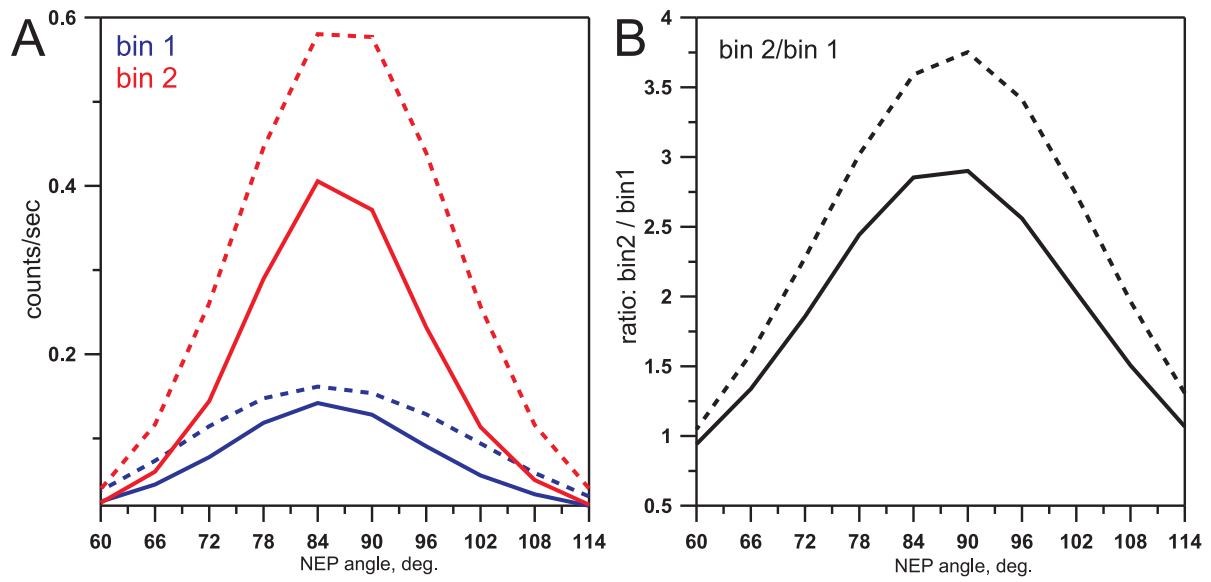 A
bin 1
bin 2
counts/sec
0.6
0.4
0.2
60 66 72 78 84 90 96 102 108 114
NEP angle, deg.
B
bin 2/bin 1
ratio: bin2 / bin1
4
3.5
3
2.5
2
1.5
1
0.5
60 66 72 78 84 90 96 102 108 114
NEP angle, deg.